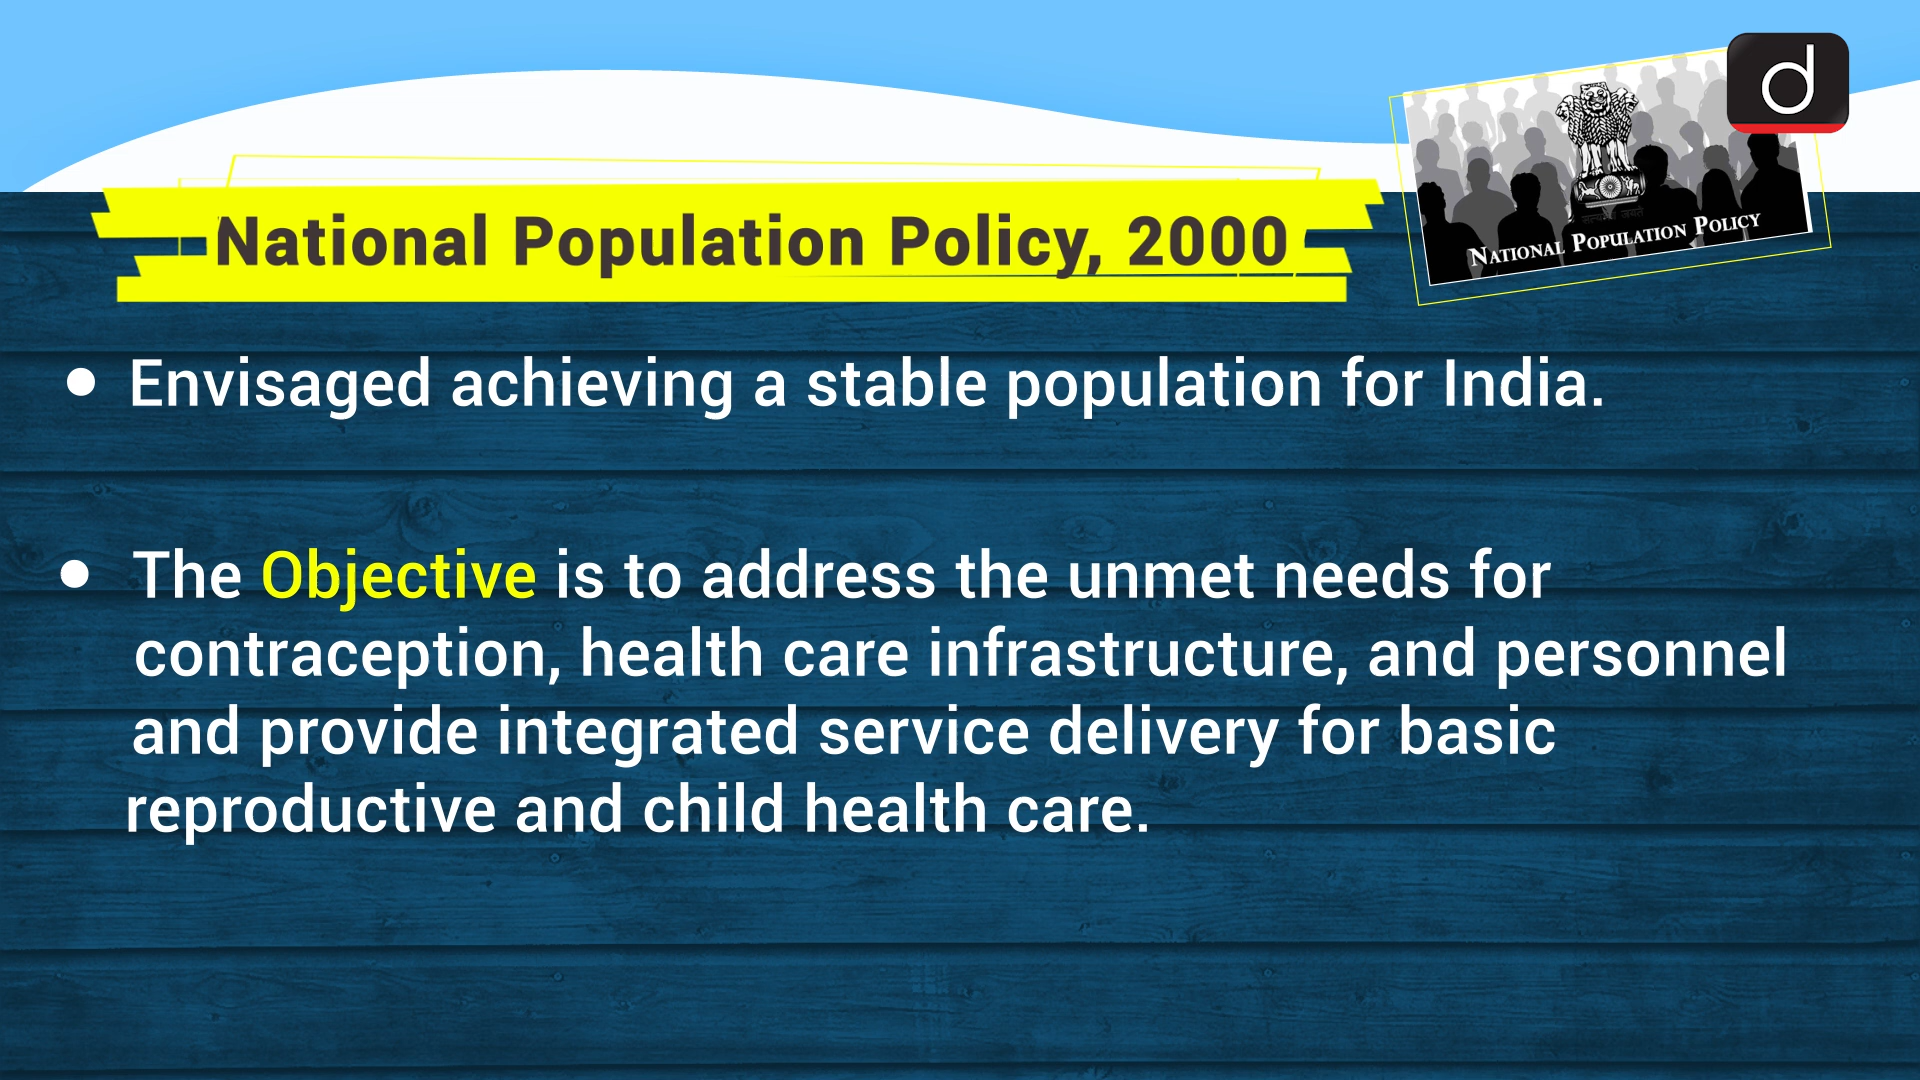 d
NATIONAL POPULATION POLICY
National Population Policy, 2000
• Envisaged achieving a stable population for India.
• The Objective is to address the unmet needs for
contraception, health care infrastructure, and personnel
and provide integrated service delivery for basic
reproductive and child health care.